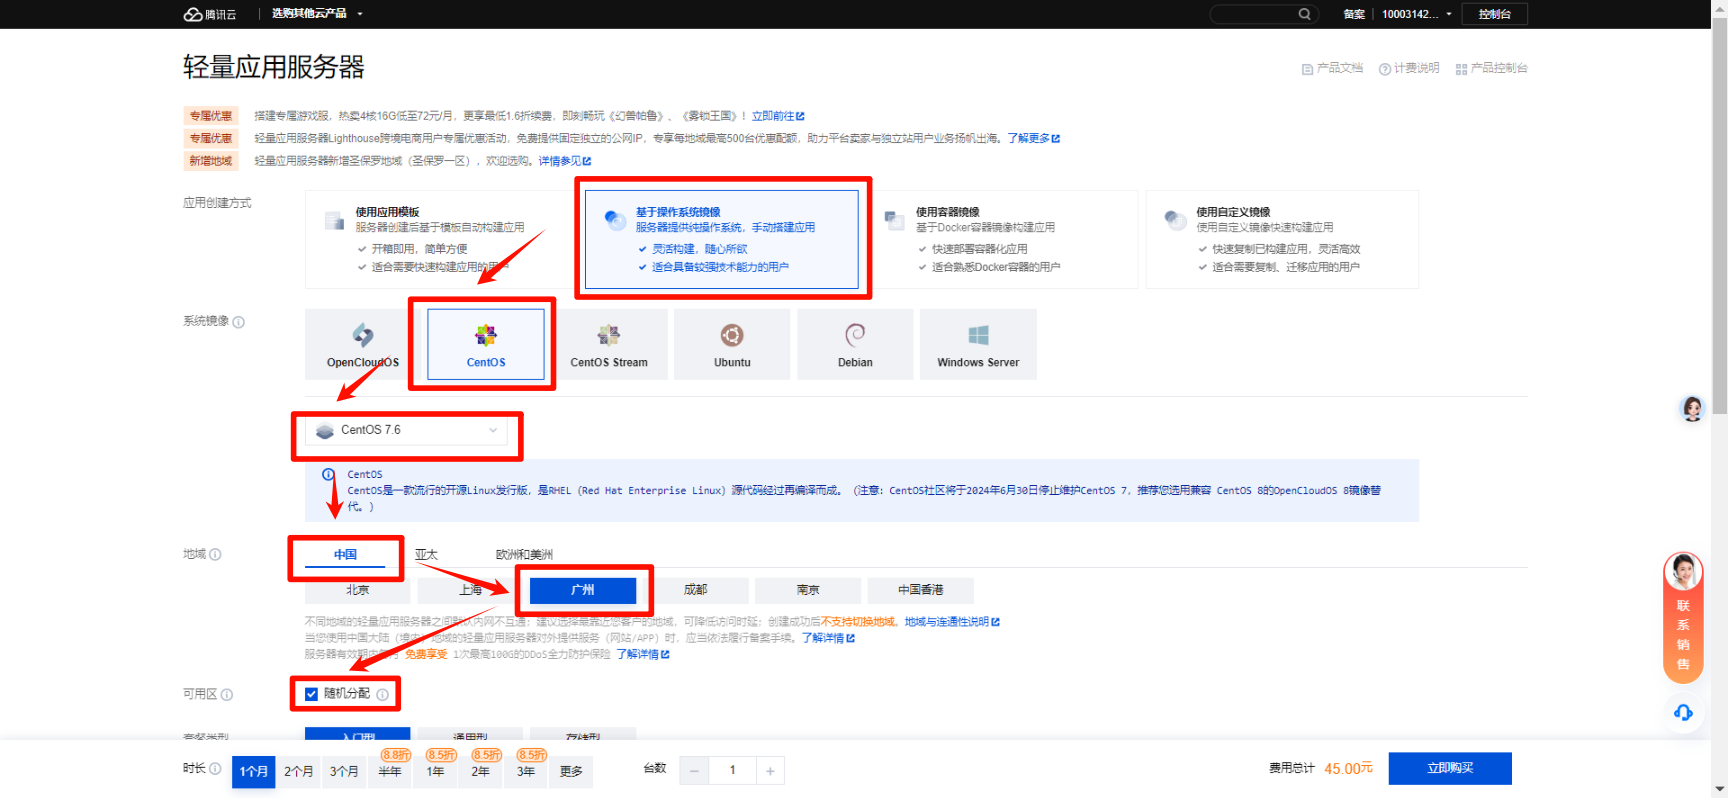 腾讯云
选购其他云产品
备案
10003142...
控制台
轻量应用服务器
产品文档
计费说明
产品控制台
专属优惠
搭建专属游戏服，热卖4核16G低至72元/月，更享最低1.6折续费，即刻畅玩《幻兽帕鲁》、《雾锁王国》！ 立即前往
专属优惠
轻量应用服务器Lighthouse跨境电商用户专属优惠活动，免费提供固定独立的公网IP，专享每地域最高500台优惠配额，助力平台卖家与独立站用户业务扬帆出海。 了解更多
新增地域
轻量应用服务器新增圣保罗地域（圣保罗一区），欢迎选购。 详情参见
应用创建方式
使用应用模板
服务器创建后基于模板自动构建应用
开箱即用，简单方便
适合需要快速构建应用的用户
基于操作系统镜像
服务器提供纯操作系统，手动搭建应用
灵活构建，随心所欲
适合具备较强技术能力的用户
使用容器镜像
基于Docker容器镜像构建应用
快速部署容器化应用
适合熟悉Docker容器的用户
使用自定义镜像
使用自定义镜像快速构建应用
快速复制已构建应用，灵活高效
适合需要复制、迁移应用的用户
系统镜像
OpenCloudOS
CentOS
CentOS Stream
Ubuntu
Debian
Windows Server
CentOS 7.6
CentOS
CentOS是一款流行的开源Linux发行版，是RHEL（Red Hat Enterprise Linux）源代码经过再编译而成。（注意：CentOS社区将于2024年6月30日停止维护CentOS 7，推荐您选用兼容 CentOS 8的OpenCloudOS 8镜像替
代。）
地域
中国
亚太
欧洲和美洲
北京
上海
广州
成都
南京
中国香港
不同地域的轻量应用服务器之间默认内网不互通；建议选择最靠近您客户的地域，可降低访问时延；创建成功后不支持切换地域。 地域与连通性说明
当您使用中国大陆（境内）地域的轻量应用服务器对外提供服务（网站/APP）时，应当依法履行备案手续。 了解详情
服务器有效期内每月 免费享受 1次最高100G的DDoS全力防护保险 了解详情
可用区
随机分配
套餐类型
入门型
通用型
存储型
时长
1个月
2个月
3个月
8.8折
半年
8.5折
1年
8.5折
2年
8.5折
3年
更多
台数
1
费用总计
45.00元
立即购买
联系销售